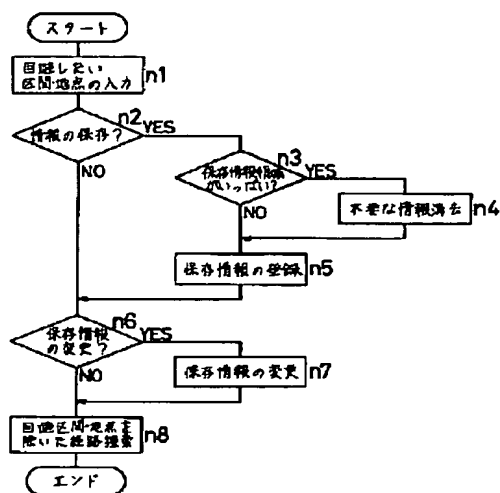 スタート
回避したい
区間・地点の入力
n1
n2
情報の保存?
YES
NO
n3
保存情報
がいっぱい?
YES
NO
不要な情報消去
n4
保存情報の登録
n5
n6
保存情報
の変更?
YES
NO
保存情報の変更
n7
回避区間・地点を
除いた経路探索
n8
エンド